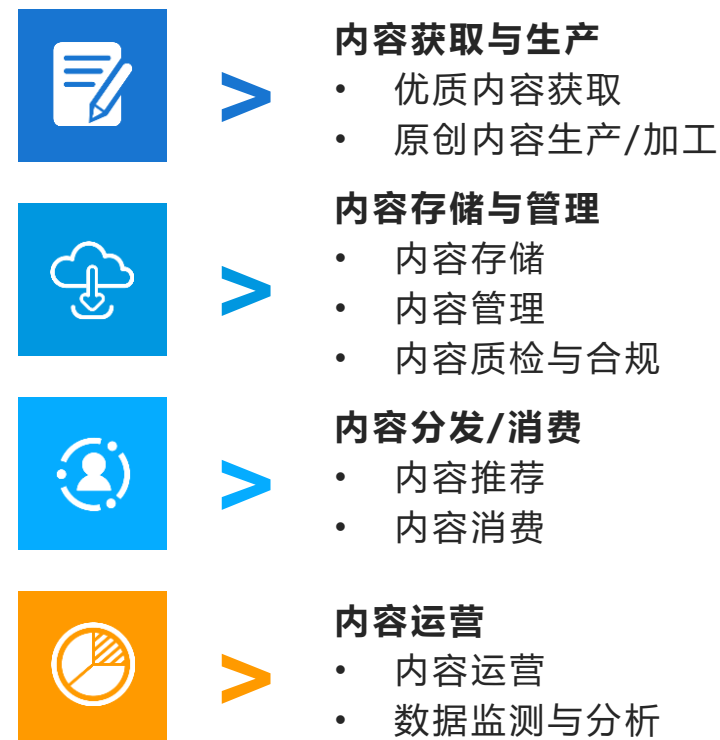 内容获取与生产
• 优质内容获取
• 原创内容生产/加工
内容存储与管理
• 内容存储
• 内容管理
• 内容质检与合规
内容分发/消费
• 内容推荐
• 内容消费
内容运营
• 内容运营
• 数据监测与分析